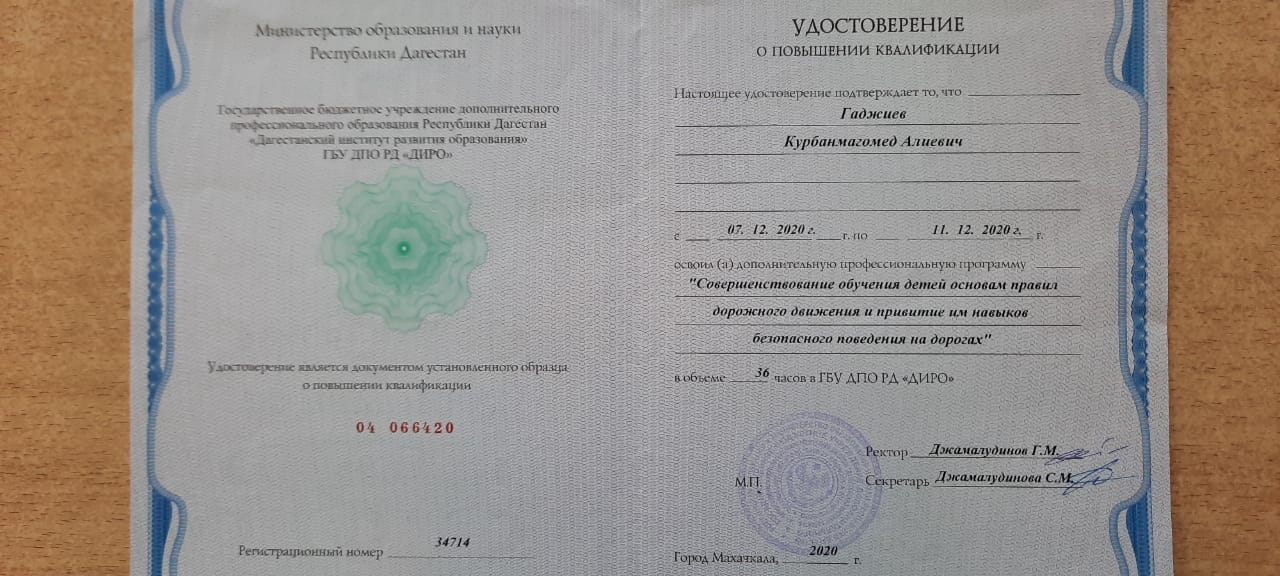 Министерство образования и науки
Республики Дагестан
Государственное бюджетное учреждение дополнительного
профессионального образования Республики Дагестан
«Дагестанский институт развития образования»
ГБУ ДПО РД «ДИРО»
Удостоверение является документом установленного образца
о повышении квалификации
04 066420
Регистрационный номер 34714
УДОСТОВЕРЕНИЕ
О ПОВЫШЕНИИ КВАЛИФИКАЦИИ
Настоящее удостоверение подтверждает то, что
Гаджиев
Курбанмагомед Алиевич
с 07. 12. 2020 г. г. по 11. 12. 2020 г. г.
освоил (а) дополнительную профессиональную программу
"Совершенствование обучения детей основам правил
дорожного движения и привитие им навыков
безопасного поведения на дорогах"
в объеме 36 часов в ГБУ ДПО РД «ДИРО»
Ректор Джамалудинов Г.М.
М.П. Секретарь Джамалудинова С.М.
Город Махачкала, 2020 г.